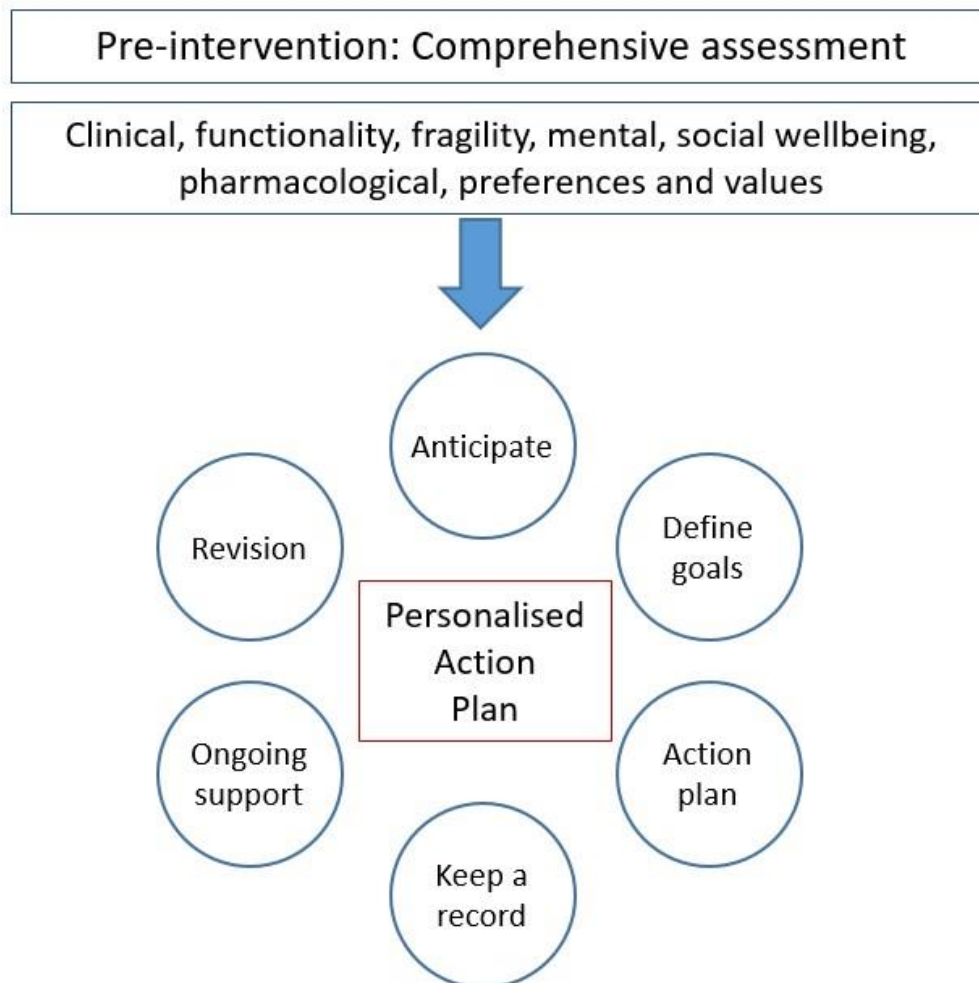 Pre-intervention: Comprehensive assessment
Clinical, functionality, fragility, mental, social wellbeing,
pharmacological, preferences and values
Anticipate
Define
goals
Action
plan
Keep a
record
Ongoing
support
Revision
Personalised
Action
Plan